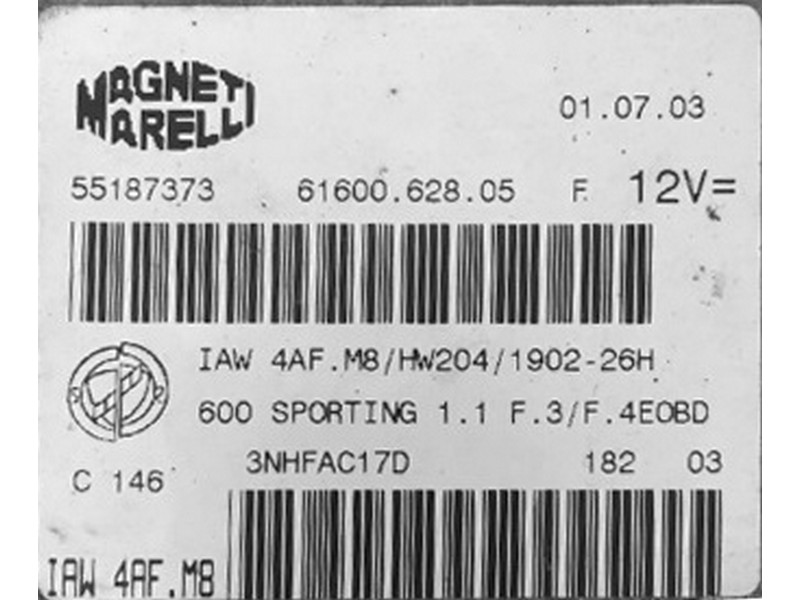 MAGNETI
MARELLI
01.07.03
55187373 61600.628.05 F. 12V=
IAW 4AF.M8/HW204/1902-26H
600 SPORTING 1.1 F.3/F.4EOBD
3NHFAC17D 182 03
C 146
IAW 4AF.M8